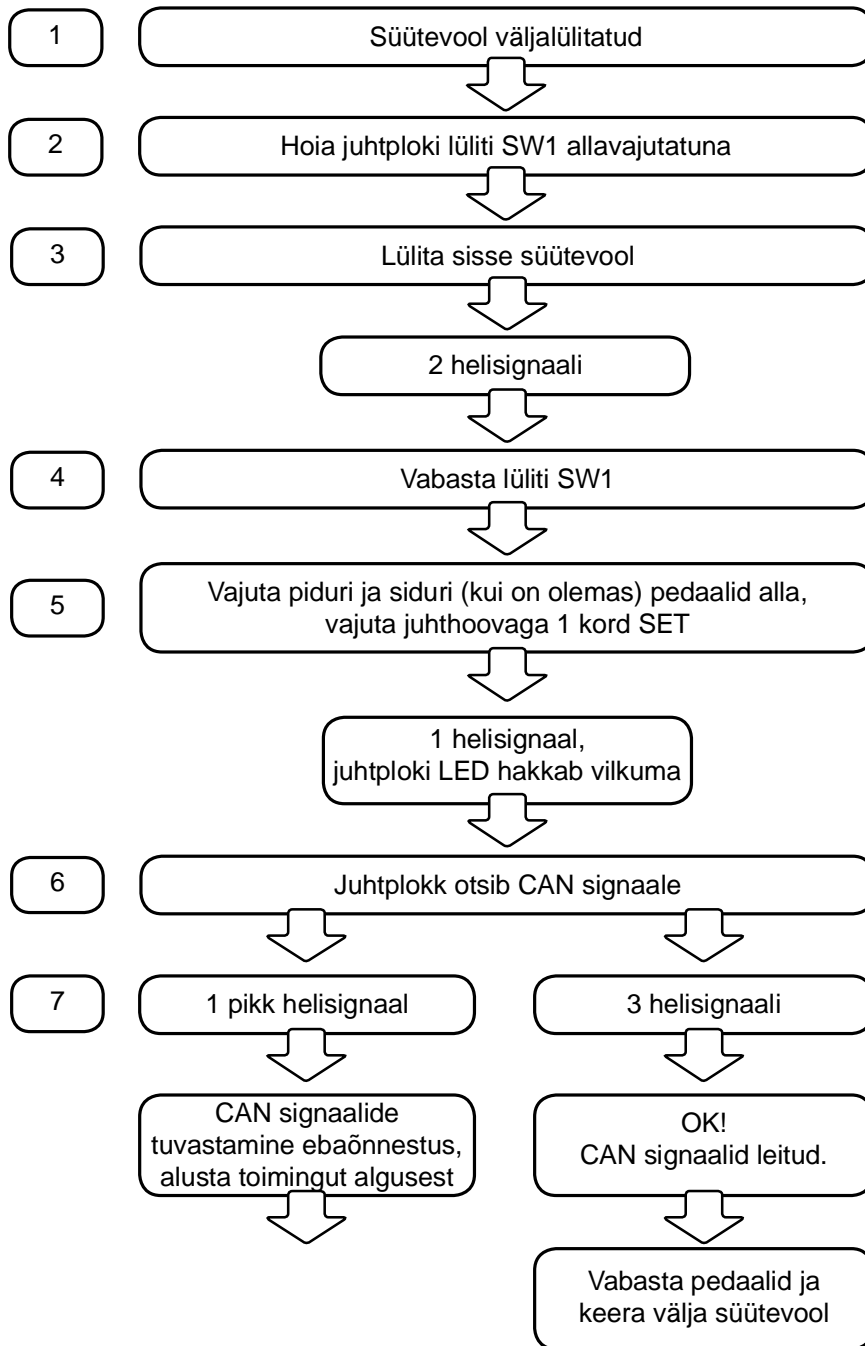 1
Süütevool väljalülitatud
2
Hoia juhtploki lüliti SW1 allavajutatuna
3
Lülita sisse süütevool
2 helisignaali
4
Vabasta lüliti SW1
5
Vajuta piduri ja siduri (kui on olemas) pedaalid alla,
vajuta juhthoovaga 1 kord SET
1 helisignaal,
juhtploki LED hakkab vilkuma
6
Juhtplokk otsib CAN signaale
7
1 pikk helisignaal
3 helisignaali
CAN signaalide
tuvastamine ebaõnnestus,
alusta toimingut algusest
OK!
CAN signaalid leitud.
Vabasta pedaalid ja
keera välja süütevool